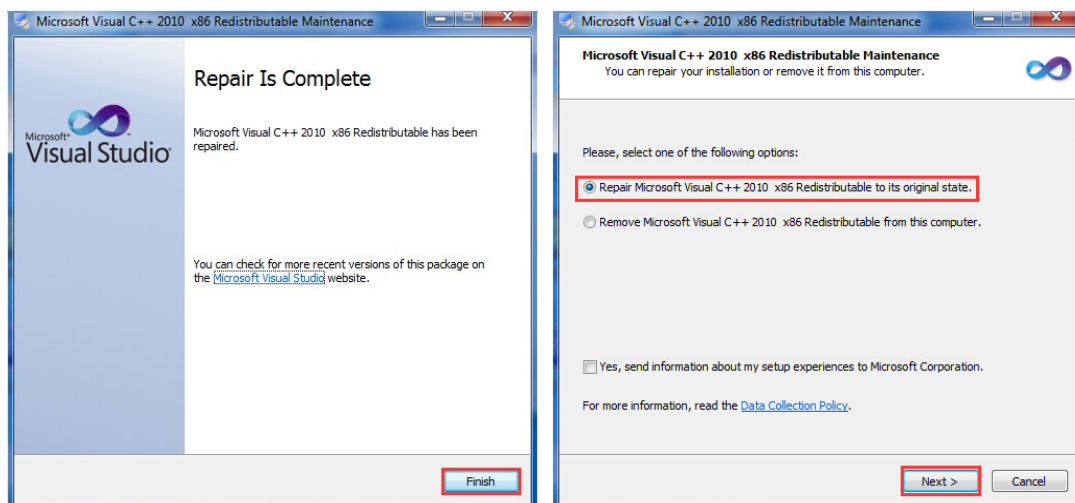 Microsoft Visual C++ 2010 x86 Redistributable Maintenance
Repair Is Complete
Microsoft Visual C++ 2010 x86 Redistributable has been
repaired.
Microsoft®
Visual Studio
You can check for more recent versions of this package on
the Microsoft Visual Studio website.
Finish
Microsoft Visual C++ 2010 x86 Redistributable Maintenance
Microsoft Visual C++ 2010 x86 Redistributable Maintenance
You can repair your installation or remove it from this computer.
Please, select one of the following options:
Repair Microsoft Visual C++ 2010 x86 Redistributable to its original state.
Remove Microsoft Visual C++ 2010 x86 Redistributable from this computer.
Yes, send information about my setup experiences to Microsoft Corporation.
For more information, read the Data Collection Policy.
Next >
Cancel